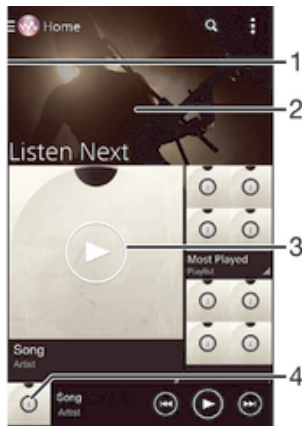 Home
1
2
Listen Next
3
Most Played
Playlist
Song
Artist
4
Song
Artist